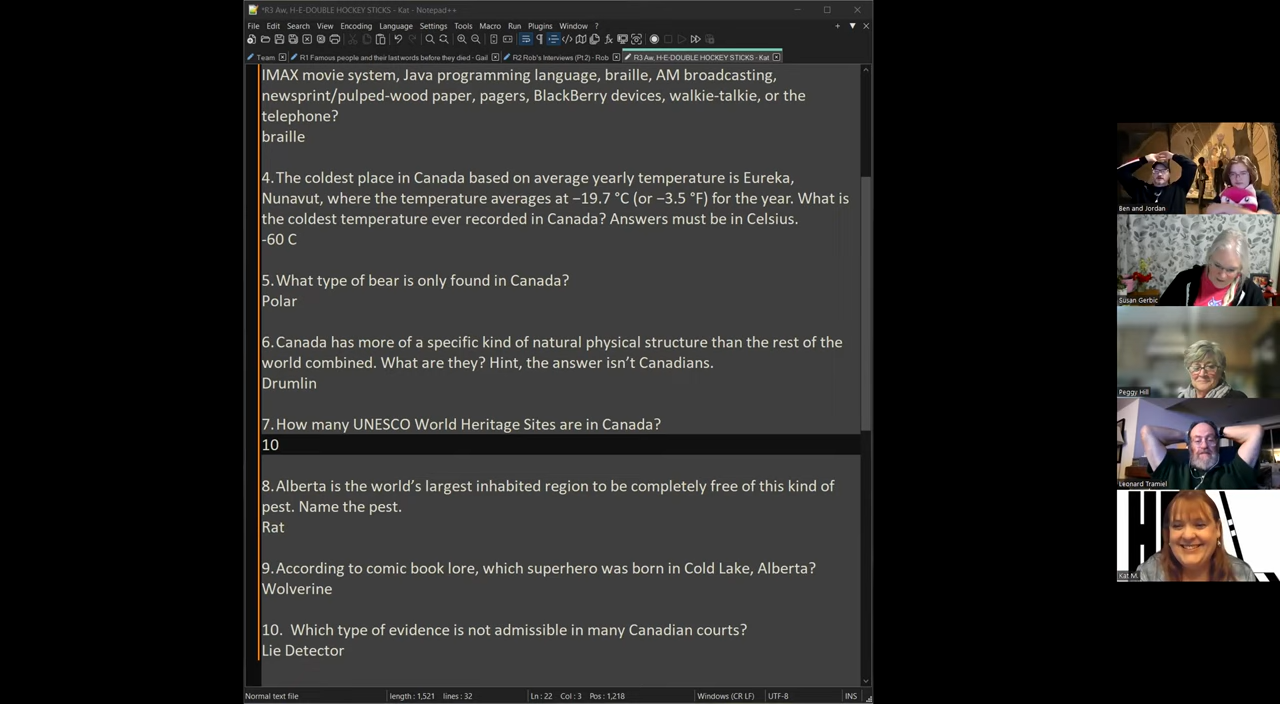 *R3 Aw, H-E-DOUBLE HOCKEY STICKS - Kat - Notepad++
File Edit Search View Encoding Language Settings Tools Macro Run Plugins Window ?
Team R1 Famous people and their last words before they died - Gail R2 Rob's Interviews (Pt.2) - Rob R3 Aw, H-E-DOUBLE HOCKEY STICKS - Kat
IMAX movie system, Java programming language, braille, AM broadcasting,
newsprint/pulped-wood paper, pagers, BlackBerry devices, walkie-talkie, or the
telephone?
braille
4. The coldest place in Canada based on average yearly temperature is Eureka,
Nunavut, where the temperature averages at −19.7 °C (or −3.5 °F) for the year. What is
the coldest temperature ever recorded in Canada? Answers must be in Celsius.
-60 C
5. What type of bear is only found in Canada?
Polar
6. Canada has more of a specific kind of natural physical structure than the rest of the
world combined. What are they? Hint, the answer isn’t Canadians.
Drumlin
7. How many UNESCO World Heritage Sites are in Canada?
10
8. Alberta is the world’s largest inhabited region to be completely free of this kind of
pest. Name the pest.
Rat
9. According to comic book lore, which superhero was born in Cold Lake, Alberta?
Wolverine
10. Which type of evidence is not admissible in many Canadian courts?
Lie Detector
Normal text file length : 1,521 lines : 32 Ln : 22 Col : 3 Pos : 1,218 Windows (CR LF) UTF-8 INS
Ben and Jordan
Susan Gerbic
Peggy Hill
Leonard Tramiel
Kat M.